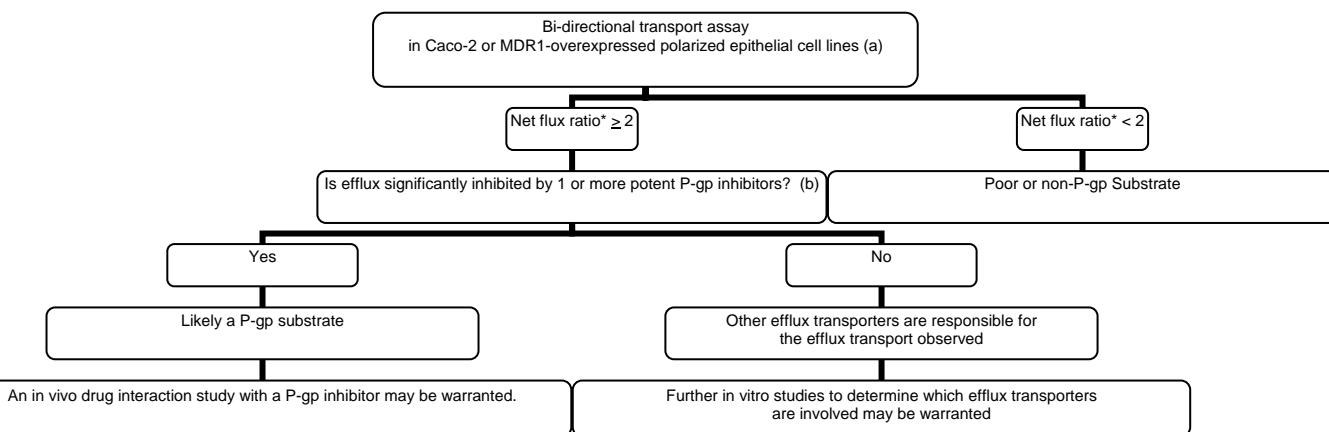 Bi-directional transport assay
in Caco-2 or MDR1-overexpressed polarized epithelial cell lines (a)
Net flux ratio* ≥ 2
Net flux ratio* < 2
Is efflux significantly inhibited by 1 or more potent P-gp inhibitors? (b)
Poor or non-P-gp Substrate
Yes
No
Likely a P-gp substrate
Other efflux transporters are responsible for
the efflux transport observed
An in vivo drug interaction study with a P-gp inhibitor may be warranted.
Further in vitro studies to determine which efflux transporters
are involved may be warranted